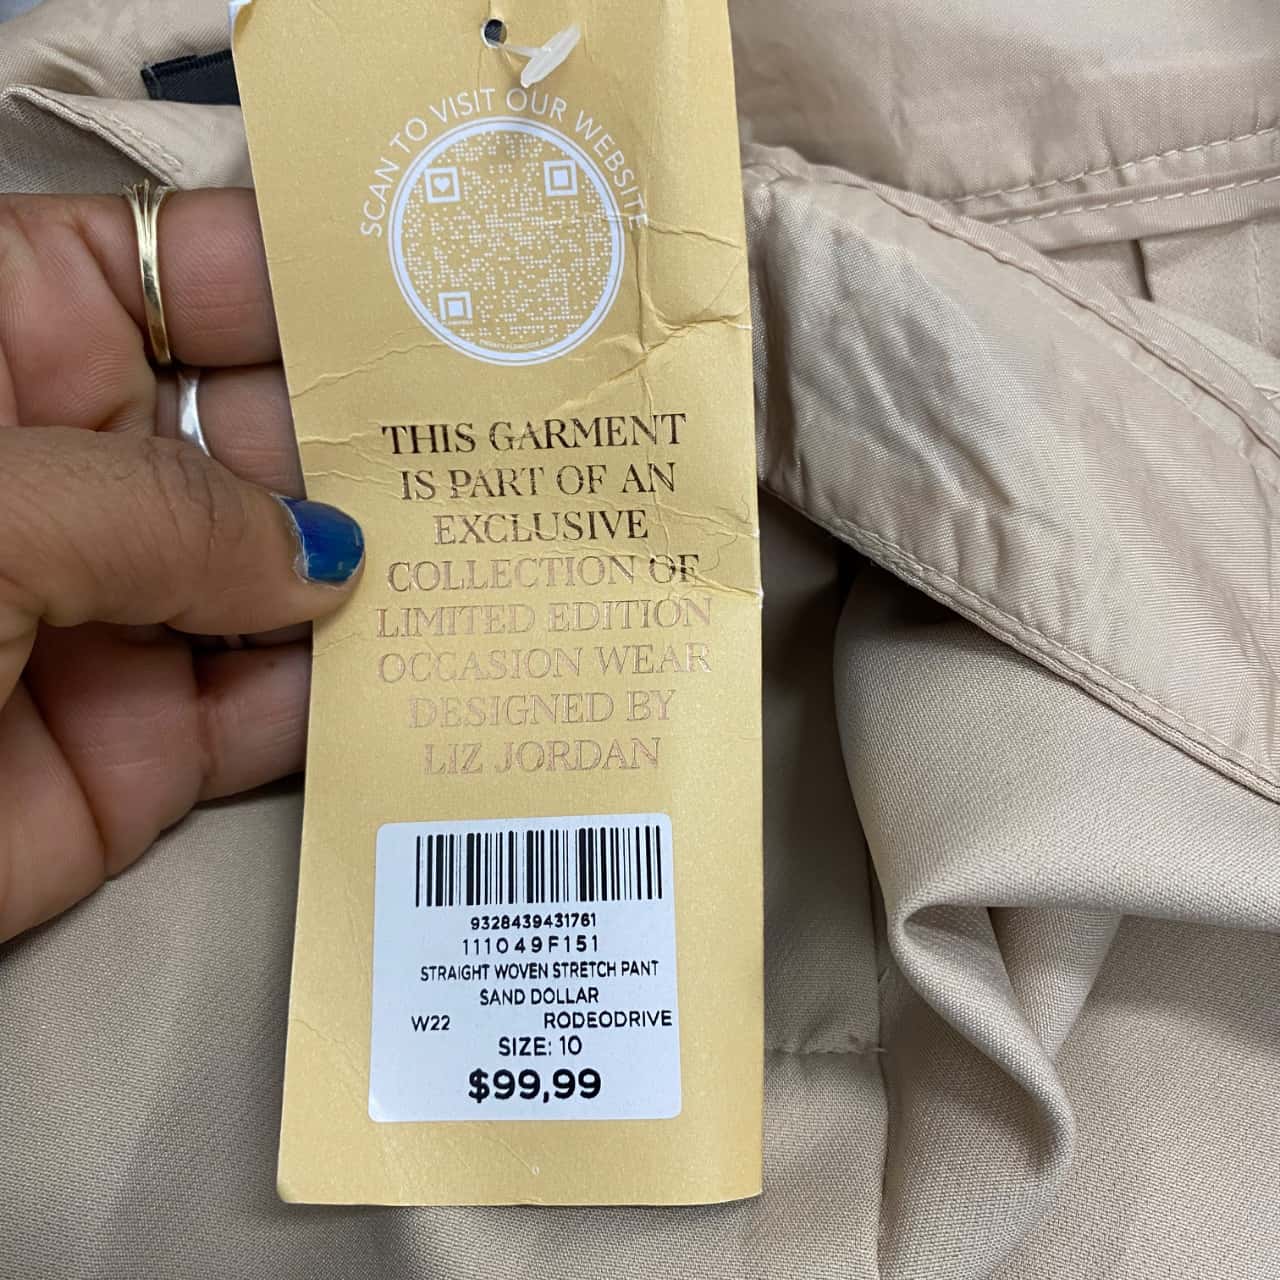 SCAN TO VISIT OUR WEBSITE
THIS GARMENT
IS PART OF AN
EXCLUSIVE
COLLECTION OF
LIMITED EDITION
OCCASION WEAR
DESIGNED BY
LIZ JORDAN
9328439431761
111049F151
STRAIGHT WOVEN STRETCH PANT
SAND DOLLAR
W22 RODEODRIVE
SIZE: 10
$99,99